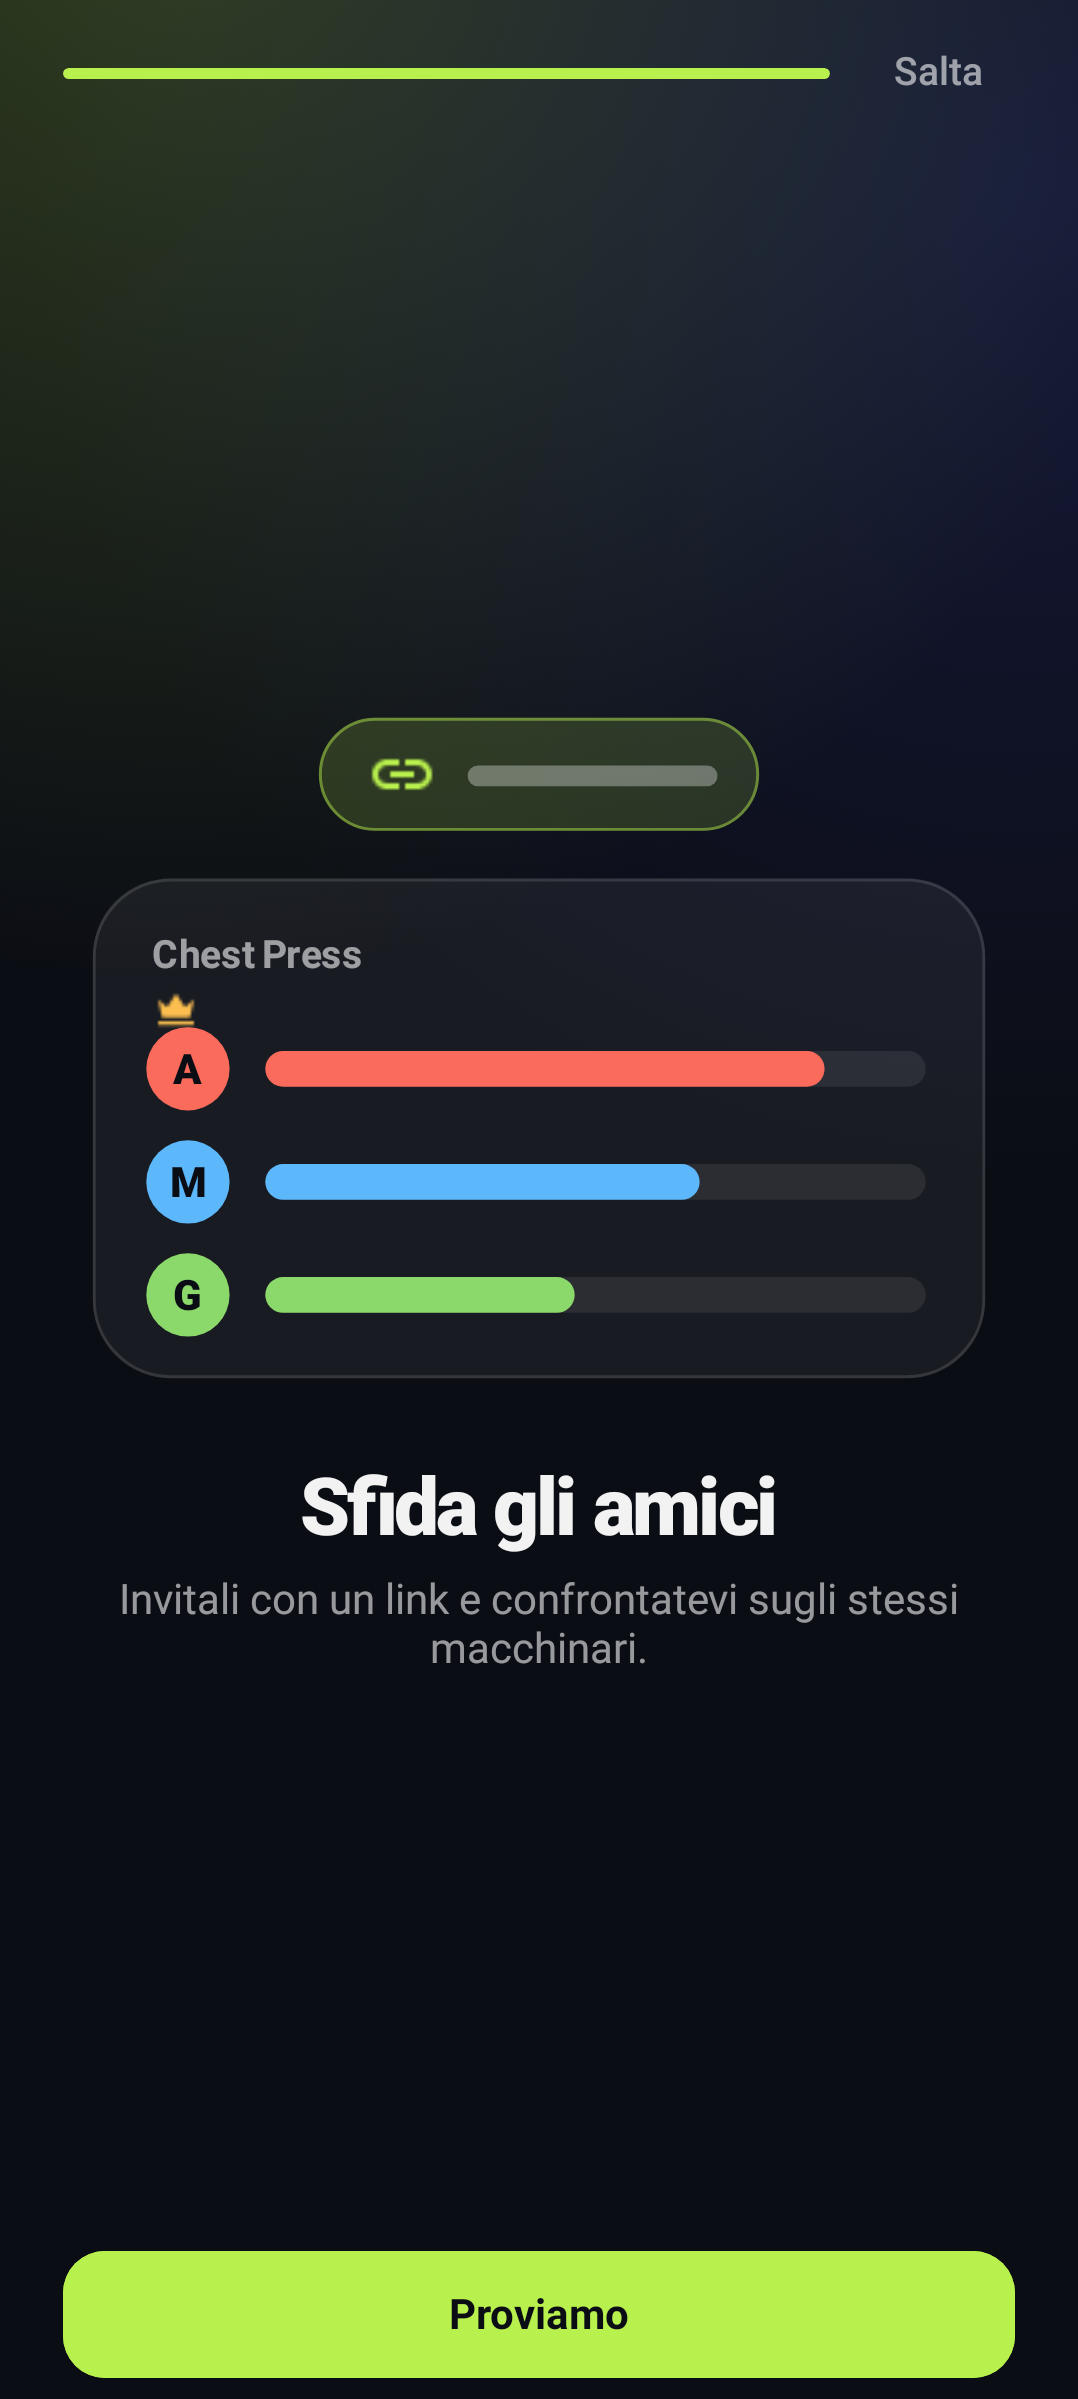 Salta
Chest Press
A
M
G
Sfida gli amici
Invitali con un link e confrontatevi sugli stessi
macchinari.
Proviamo